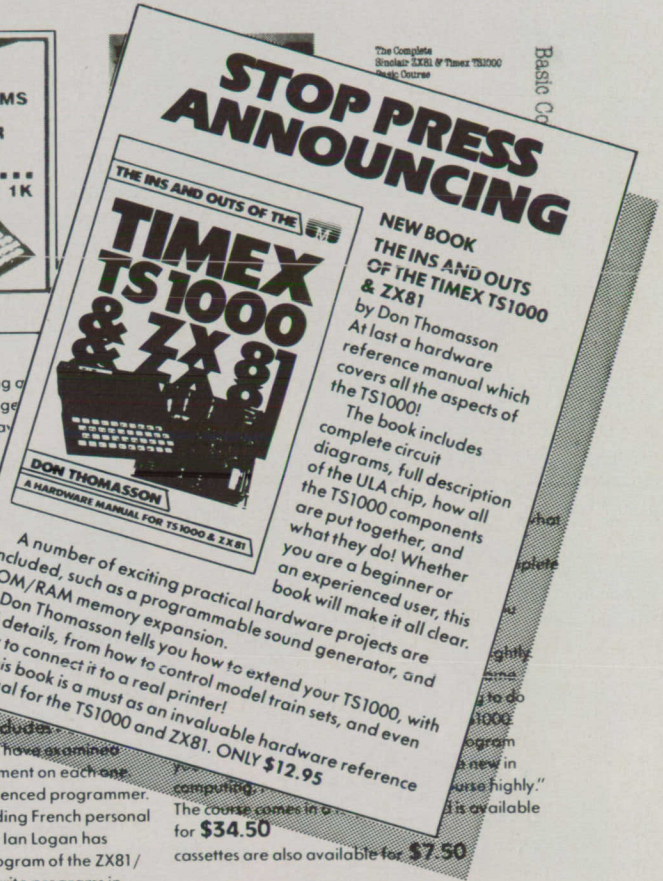 MS
R
1K
The Complete
Sinclair ZX81 & Timex TS1000
Basic Course
Basic Co
STOP PRESS
ANNOUNCING
THE INS AND OUTS OF THE
TIMEX
TS1000
& ZX81
DON THOMASSON
A HARDWARE MANUAL FOR TS1000 & ZX81
NEW BOOK
THE INS AND OUTS
OF THE TIMEX TS1000
& ZX81
by Don Thomasson
At last a hardware
reference manual which
covers all the aspects of
the TS1000!
The book includes
complete circuit
diagrams, full description
of the ULA chip, how all
the TS1000 components
are put together, and
what they do! Whether
you are a beginner or
an experienced user, this
book will make it all clear.
A number of exciting practical hardware projects are
ncluded, such as a programmable sound generator, and
OM/RAM memory expansion.
Don Thomasson tells you how to extend your TS1000, with
details, from how to control model train sets, and even
to connect it to a real printer!
is book is a must as an invaluable hardware reference
al for the TS1000 and ZX81. ONLY $12.95
cludes
have examined
ment on each one.
enced programmer.
ding French personal
Ian Logan has
ogram of the ZX81/
what
plete
ghtly
to do
1000
ogram
new in
computing,
urse highly."
The course comes in a
d is available
for $34.50
cassettes are also available for $7.50